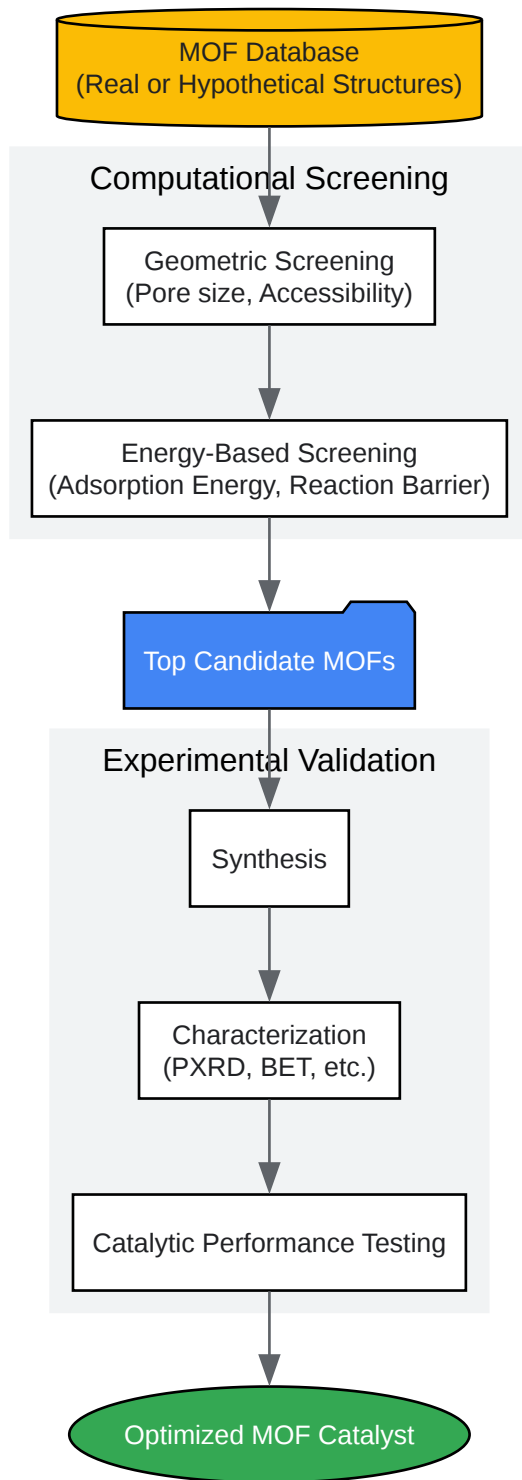 MOF Database
(Real or Hypothetical Structures)
Computational Screening
Geometric Screening
(Pore size, Accessibility)
Energy-Based Screening
(Adsorption Energy, Reaction Barrier)
Top Candidate MOFs
Experimental Validation
Synthesis
Characterization
(PXRD, BET, etc.)
Catalytic Performance Testing
Optimized MOF Catalyst